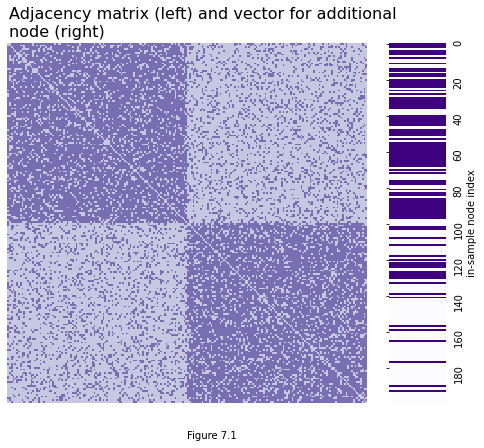 Adjacency matrix (left) and vector for additional
node (right)
0
20
40
60
80
100
120
140
160
180
in-sample node index
Figure 7.1